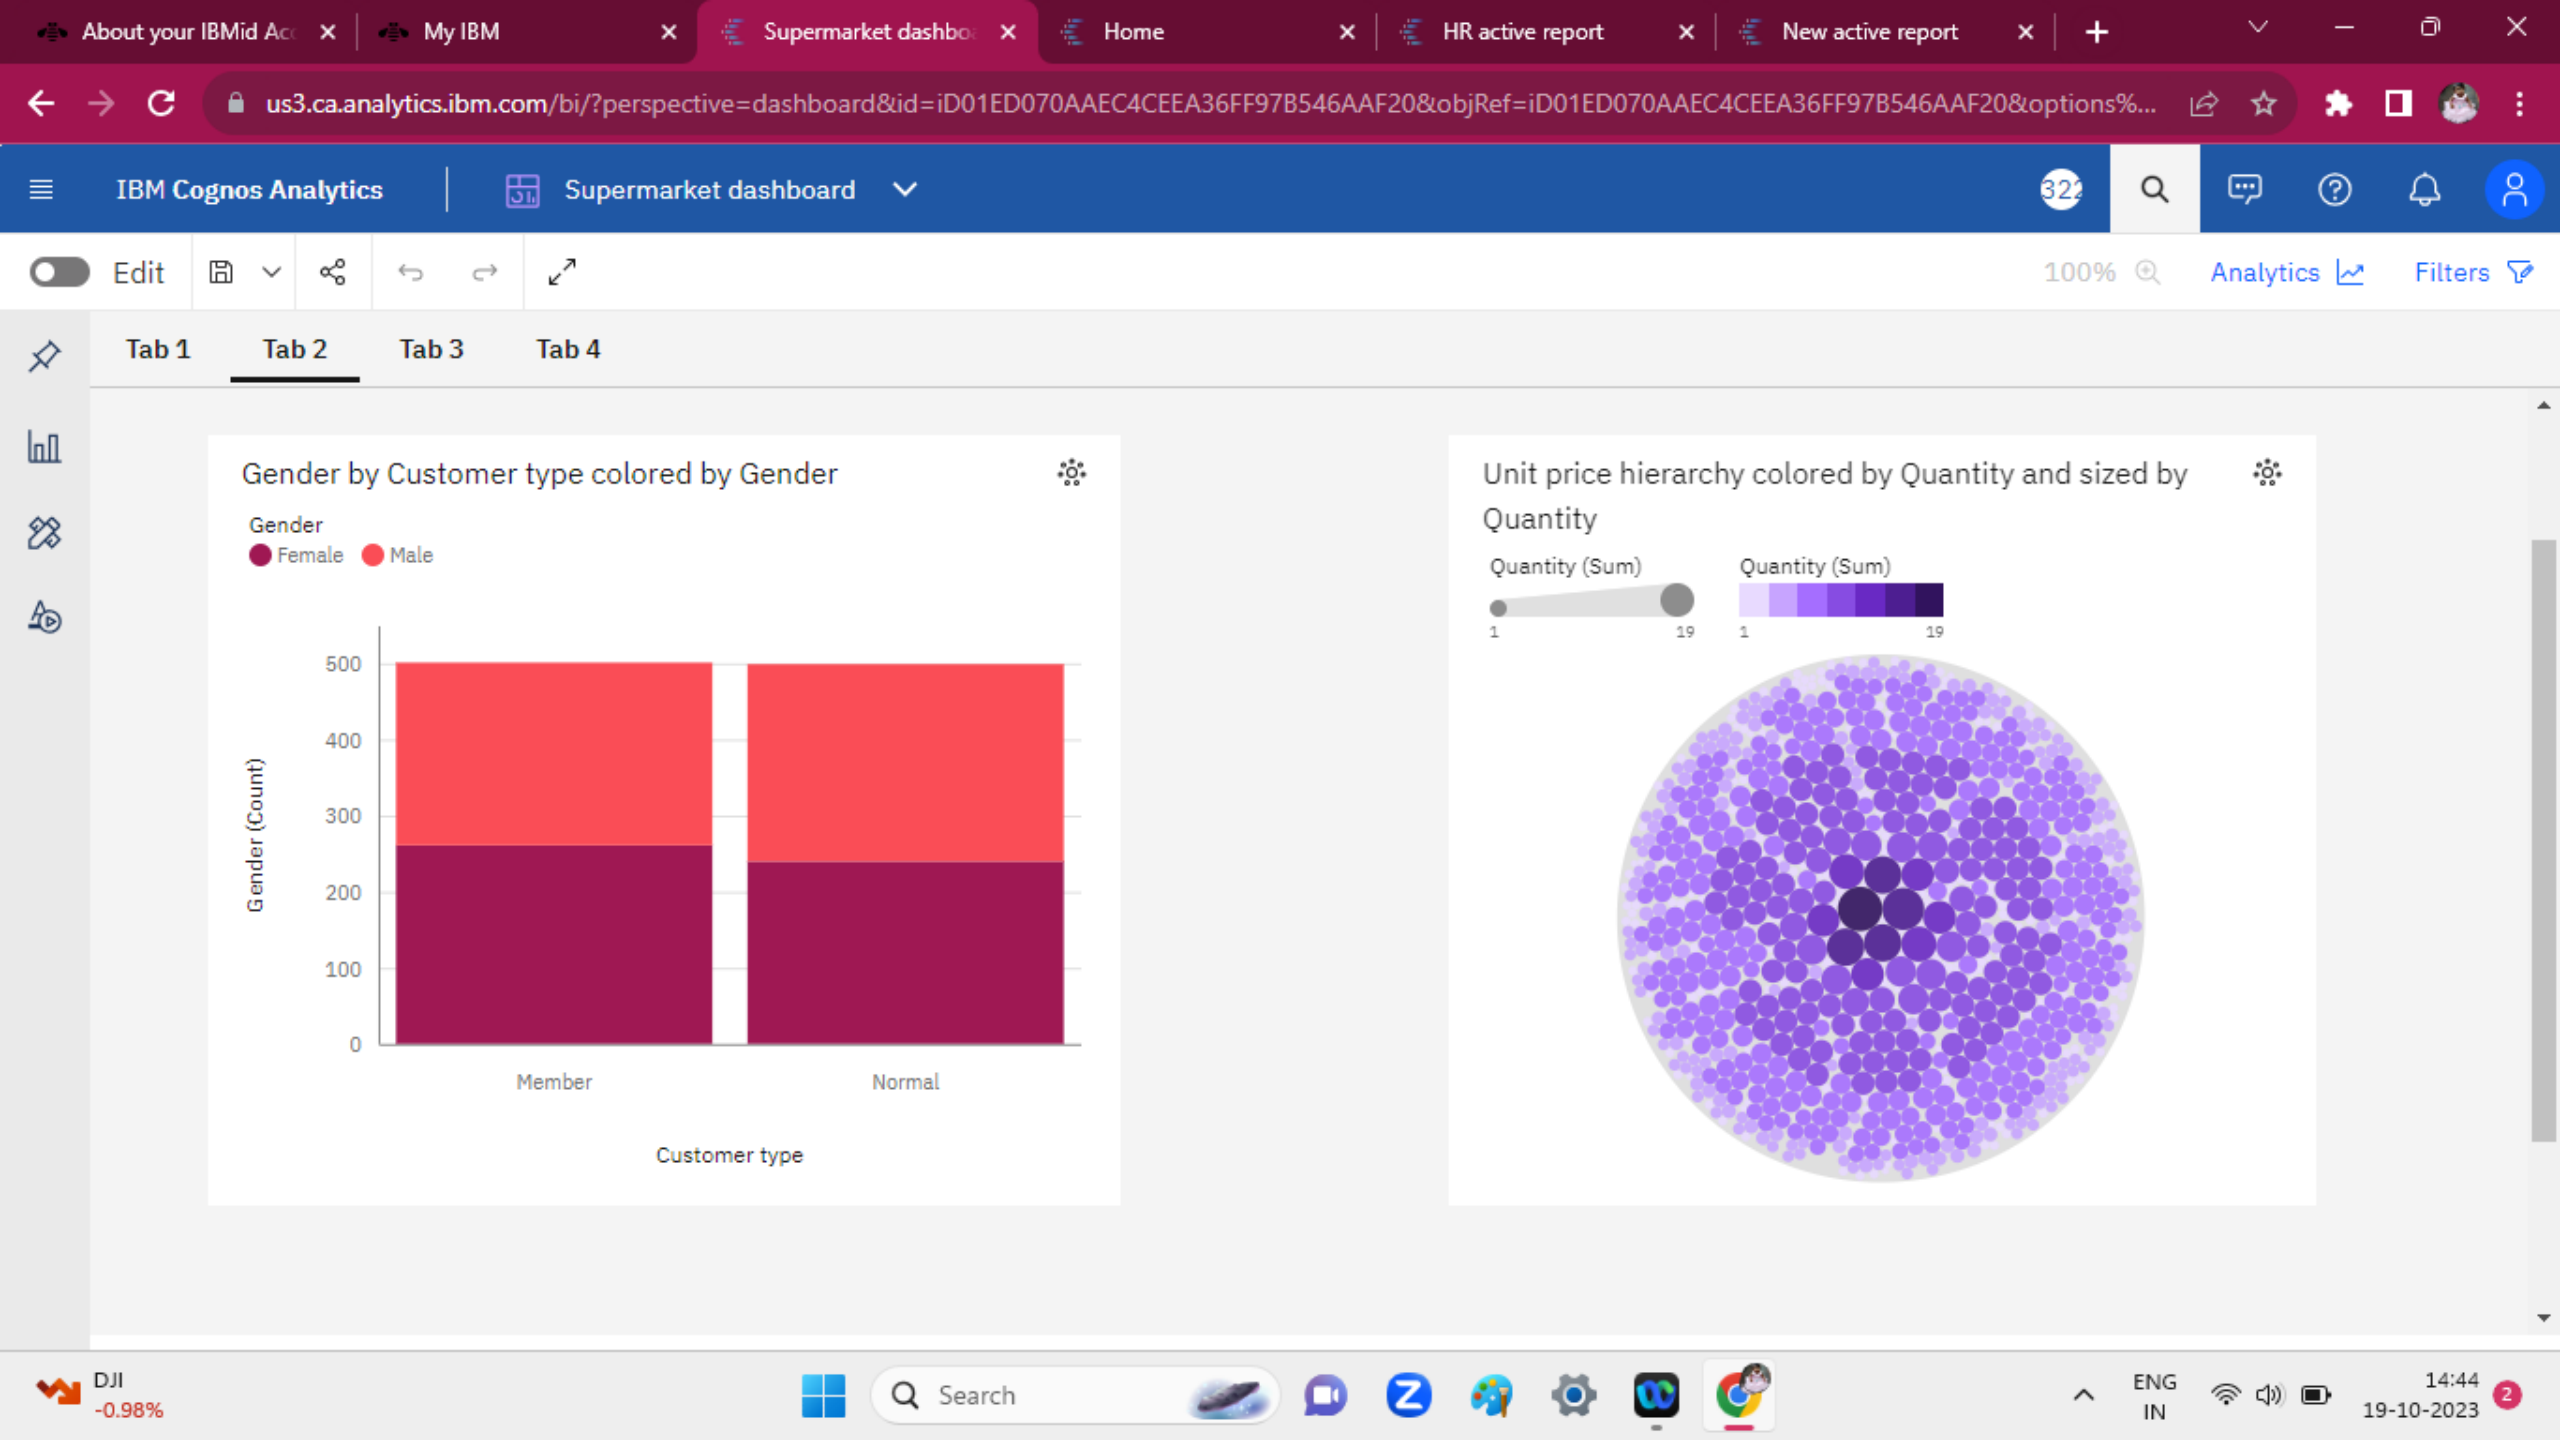 About your IBMid Acc
My IBM
Supermarket dashboa
Home
HR active report
New active report
us3.ca.analytics.ibm.com/bi/?perspective=dashboard&id=iD01ED070AAEC4CEEA36FF97B546AAF20&objRef=iD01ED070AAEC4CEEA36FF97B546AAF20&options%...
IBM Cognos Analytics
Supermarket dashboard
322
Edit
100%
Analytics
Filters
Tab 1
Tab 2
Tab 3
Tab 4
Gender by Customer type colored by Gender
Gender
Female
Male
Gender (Count)
500
400
300
200
100
0
Member
Normal
Customer type
Unit price hierarchy colored by Quantity and sized by
Quantity
Quantity (Sum)
1
19
Quantity (Sum)
1
19
DJI
-0.98%
Search
ENG
IN
14:44
19-10-2023
2